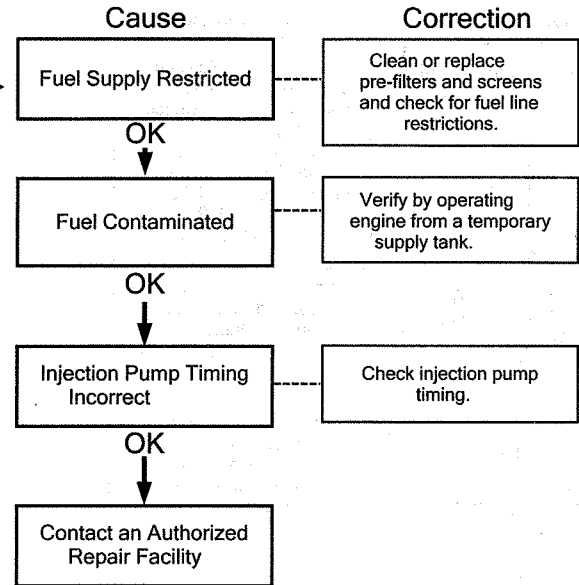 Cause
Correction
Fuel Supply Restricted
Clean or replace
pre-filters and screens
and check for fuel line
restrictions.
OK
Fuel Contaminated
Verify by operating
engine from a temporary
supply tank.
OK
Injection Pump Timing
Incorrect
Check injection pump
timing.
OK
Contact an Authorized
Repair Facility